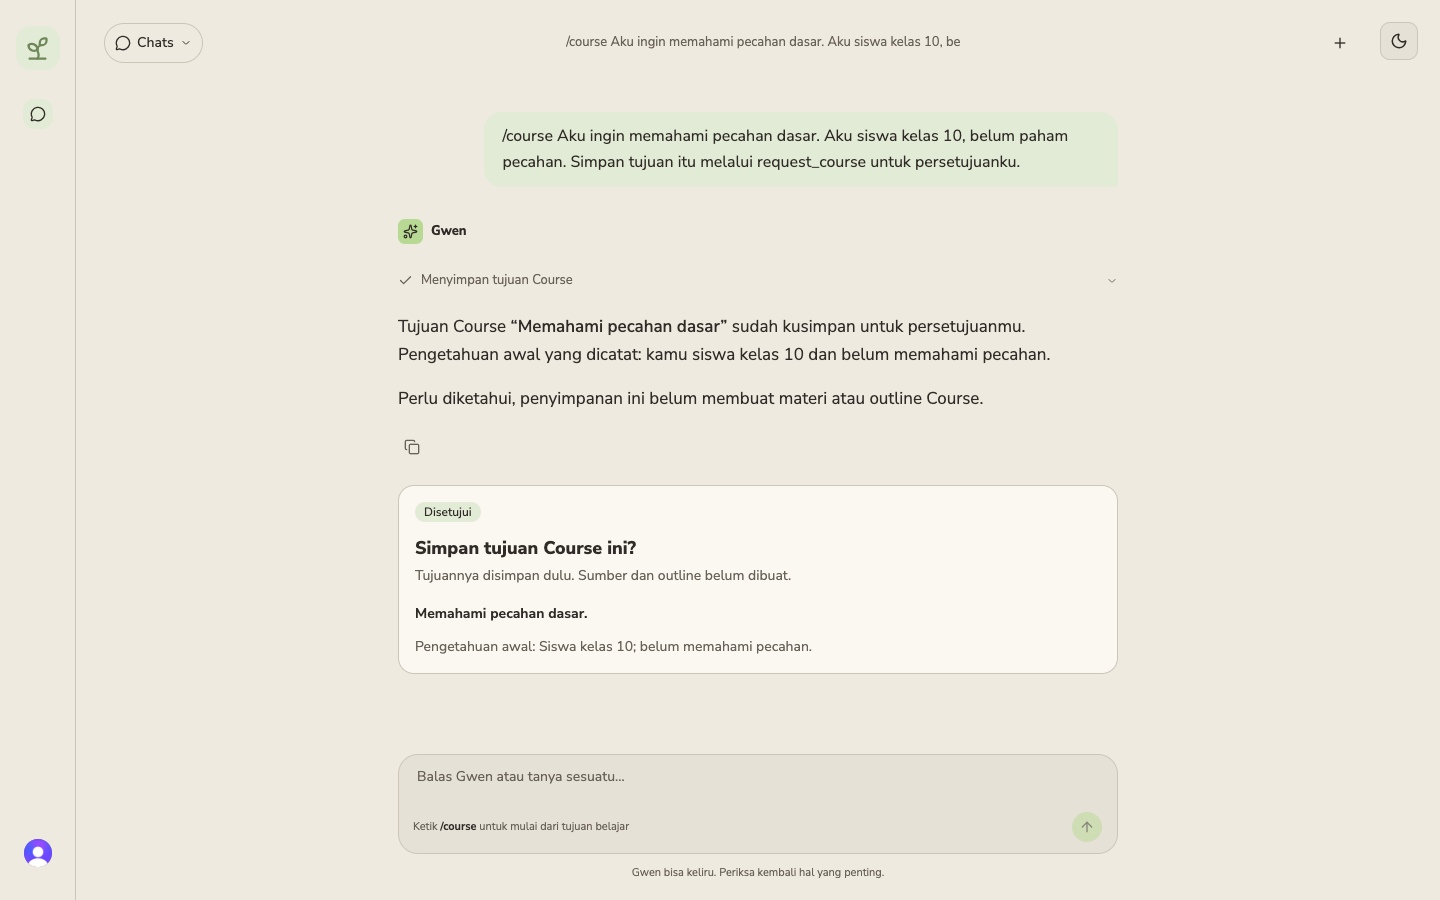 Chats
/course Aku ingin memahami pecahan dasar. Aku siswa kelas 10, be
/course Aku ingin memahami pecahan dasar. Aku siswa kelas 10, belum paham
pecahan. Simpan tujuan itu melalui request_course untuk persetujuanku.
Gwen
Menyimpan tujuan Course
Tujuan Course “Memahami pecahan dasar” sudah kusimpan untuk persetujuanmu.
Pengetahuan awal yang dicatat: kamu siswa kelas 10 dan belum memahami pecahan.
Perlu diketahui, penyimpanan ini belum membuat materi atau outline Course.
Disetujui
Simpan tujuan Course ini?
Tujuannya disimpan dulu. Sumber dan outline belum dibuat.
Memahami pecahan dasar.
Pengetahuan awal: Siswa kelas 10; belum memahami pecahan.
Balas Gwen atau tanya sesuatu...
Ketik /course untuk mulai dari tujuan belajar
Gwen bisa keliru. Periksa kembali hal yang penting.